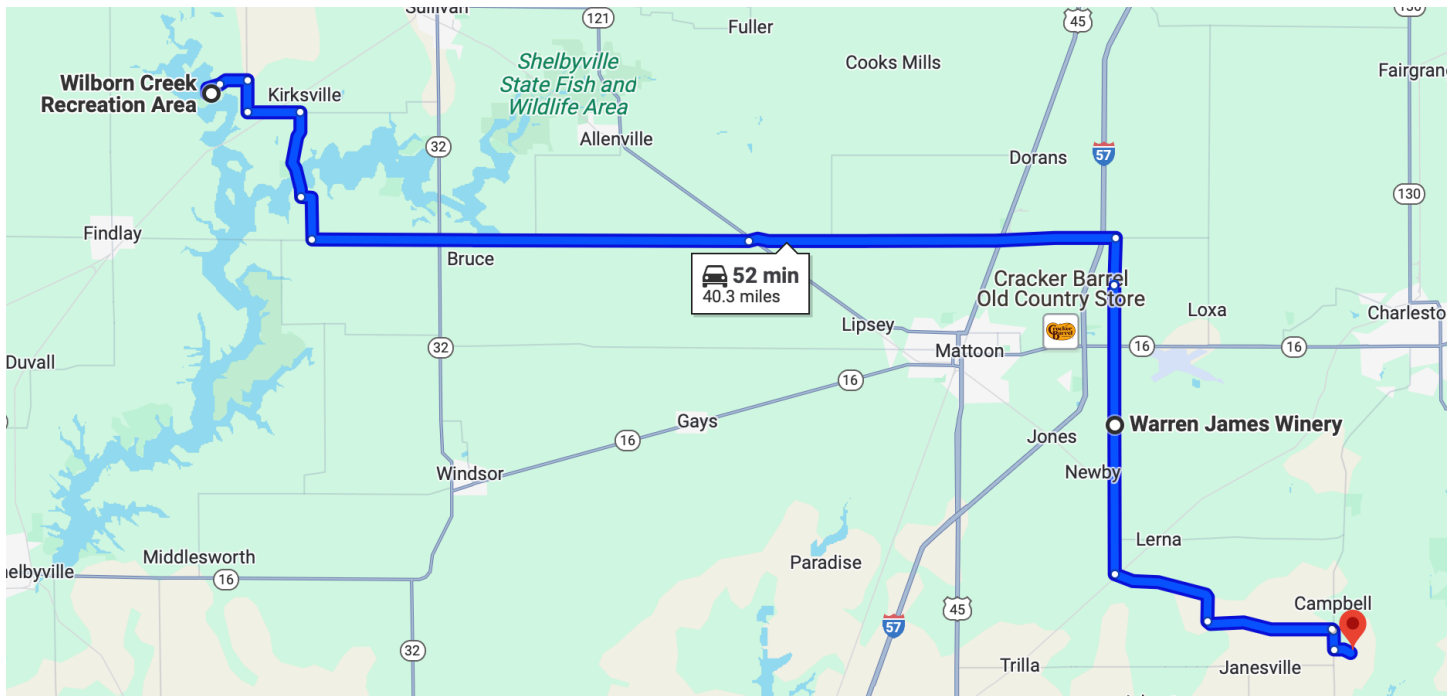 Sullivan
121
45
130
Fuller
Shelbyville
State Fish and
Wildlife Area
Cooks Mills
Fairgran
Wilborn Creek
Recreation Area
Kirksville
Allenville
32
57
Dorans
130
Findlay
Bruce
52 min
40.3 miles
Cracker Barrel
Old Country Store
Cracker
Barrel
Loxa
Charlesto
Lipsey
Mattoon
32
16
16
Duvall
16
Gays
16
Warren James Winery
Jones
Newby
Windsor
Lerna
Middlesworth
Paradise
helbyville
16
45
57
Campbell
32
Trilla
Janesville